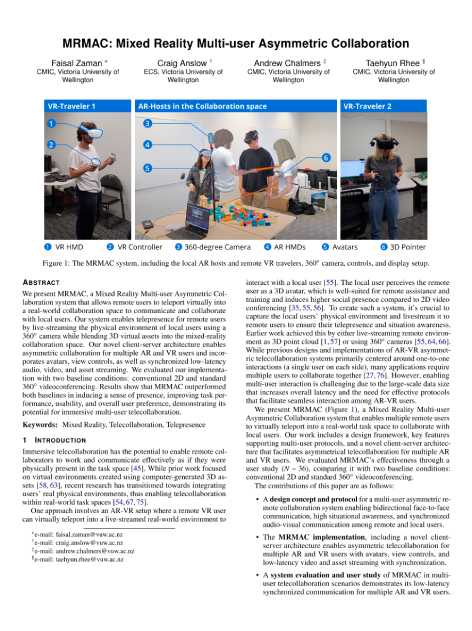 MRMAC: Mixed Reality Multi-user Asymmetric Collaboration
Faisal Zaman *
CMIC, Victoria University of
Wellington
Craig Anslow †
ECS, Victoria University of
Wellington
Andrew Chalmers ‡
CMIC, Victoria University of
Wellington
Taehyun Rhee §
CMIC, Victoria University of
Wellington
VR-Traveler 1
AR-Hosts in the Collaboration space
VR-Traveler 2
1
2
3
4
5
6
1 VR HMD
2 VR Controller
3 360-degree Camera
4 AR HMDs
5 Avatars
6 3D Pointer
Figure 1: The MRMAC system, including the local AR hosts and remote VR travelers, 360° camera, controls, and display setup.
ABSTRACT
We present MRMAC, a Mixed Reality Multi-user Asymmetric Col-
laboration system that allows remote users to teleport virtually into
a real-world collaboration space to communicate and collaborate
with local users. Our system enables telepresence for remote users
by live-streaming the physical environment of local users using a
360° camera while blending 3D virtual assets into the mixed-reality
collaboration space. Our novel client-server architecture enables
asymmetric collaboration for multiple AR and VR users and incor-
porates avatars, view controls, as well as synchronized low-latency
audio, video, and asset streaming. We evaluated our implementa-
tion with two baseline conditions: conventional 2D and standard
360° videoconferencing. Results show that MRMAC outperformed
both baselines in inducing a sense of presence, improving task per-
formance, usability, and overall user preference, demonstrating its
potential for immersive multi-user telecollaboration.
Keywords: Mixed Reality, Telecollaboration, Telepresence
1 INTRODUCTION
Immersive telecollaboration has the potential to enable remote col-
laborators to work and communicate effectively as if they were
physically present in the task space [45]. While prior work focused
on virtual environments created using computer-generated 3D as-
sets [58, 63], recent research has transitioned towards integrating
users' real physical environments, thus enabling telecollaboration
within real-world task spaces [54, 67, 75].
One approach involves an AR-VR setup where a remote VR user
can virtually teleport into a live-streamed real-world environment to
*e-mail: faisal.zaman@vuw.ac.nz
†e-mail: craig.anslow@vuw.ac.nz
‡e-mail: andrew.chalmers@vuw.ac.nz
§e-mail: taehyun.rhee@vuw.ac.nz
interact with a local user [55]. The local user perceives the remote
user as a 3D avatar, which is well-suited for remote assistance and
training and induces higher social presence compared to 2D video
conferencing [35, 55, 56]. To create such a system, it's crucial to
capture the local users' physical environment and livestream it to
remote users to ensure their telepresence and situation awareness.
Earlier work achieved this by either live-streaming remote environ-
ment as 3D point cloud [1, 57] or using 360° cameras [55, 64, 66].
While previous designs and implementations of AR-VR asymmet-
ric telecollaboration systems primarily centered around one-to-one
interactions (a single user on each side), many applications require
multiple users to collaborate together [27, 76]. However, enabling
multi-user interaction is challenging due to the large-scale data size
that increases overall latency and the need for effective protocols
that facilitate seamless interaction among AR-VR users.
We present MRMAC (Figure 1), a Mixed Reality Multi-user
Asymmetric Collaboration system that enables multiple remote users
to virtually teleport into a real-world task space to collaborate with
local users. Our work includes a design framework, key features
supporting multi-user protocols, and a novel client-server architec-
ture that facilitates asymmetrical telecollaboration for multiple AR
and VR users. We evaluated MRMAC's effectiveness through a
user study (N = 36), comparing it with two baseline conditions:
conventional 2D and standard 360° videoconferencing.
The contributions of this paper are as follows:
• A design concept and protocol for a multi-user asymmetric re-
mote collaboration system enabling bidirectional face-to-face
communication, high situational awareness, and synchronized
audio-visual communication among remote and local users.
• The MRMAC implementation, including a novel client-
server architecture enables asymmetric telecollaboration for
multiple AR and VR users with avatars, view controls, and
low-latency video and asset streaming with synchronization.
• A system evaluation and user study of MRMAC in multi-
user telecollaboration scenarios demonstrates its low-latency
synchronized communication for multiple AR and VR users.